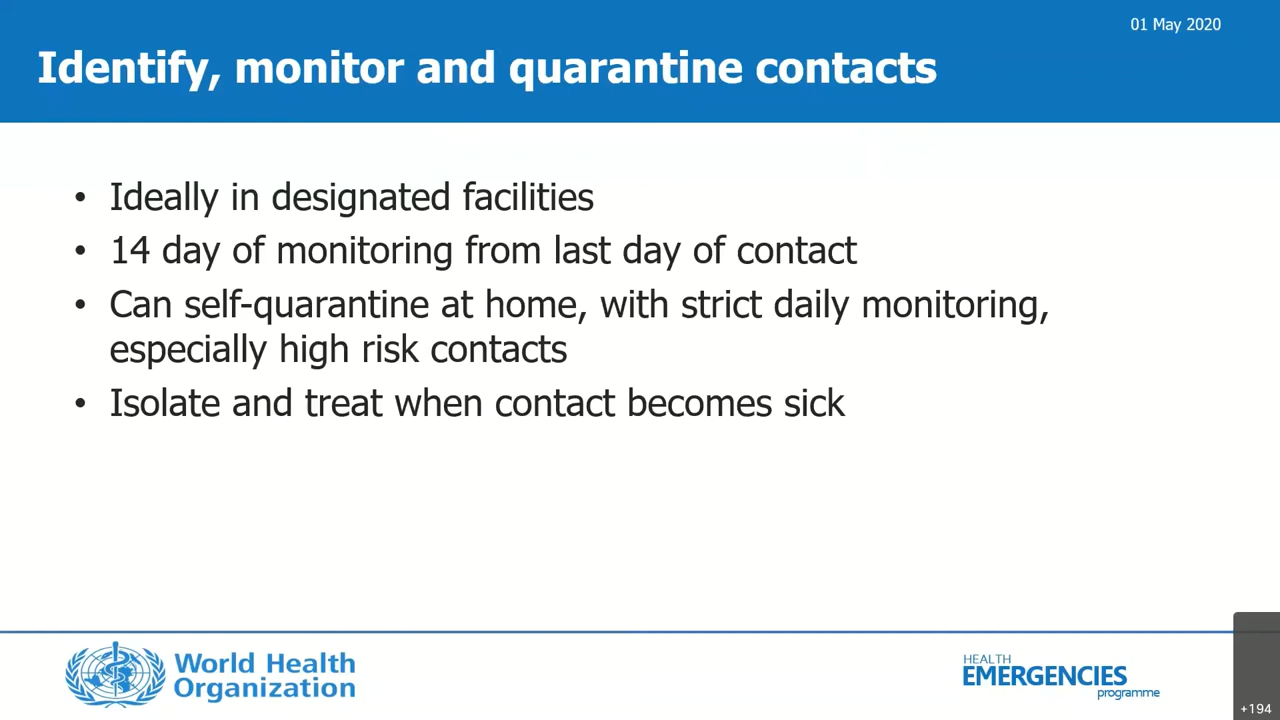 01 May 2020
Identify, monitor and quarantine contacts
• Ideally in designated facilities
• 14 day of monitoring from last day of contact
• Can self-quarantine at home, with strict daily monitoring,
especially high risk contacts
• Isolate and treat when contact becomes sick
World Health
Organization
HEALTH
EMERGENCIES
programme
+194